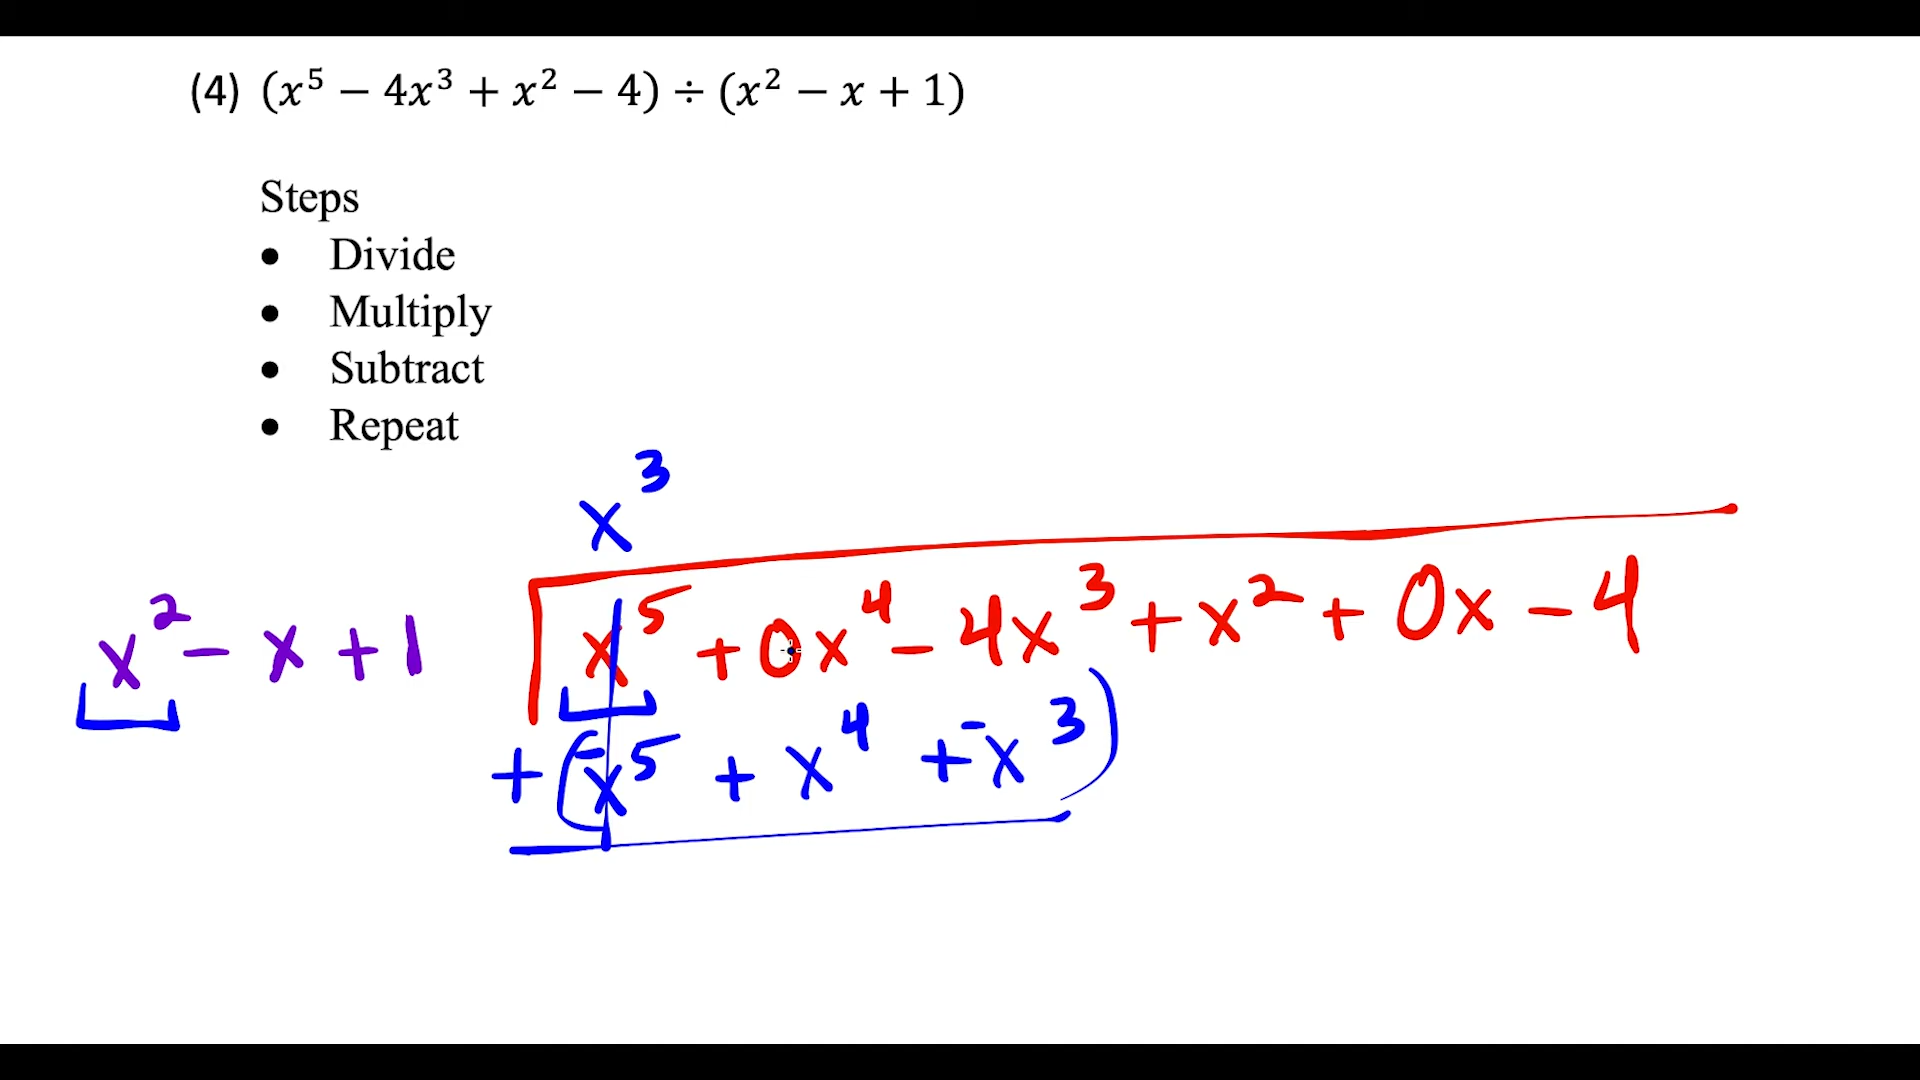 (4) (x⁵ − 4x³ + x² − 4) ÷ (x² − x + 1)
Steps
• Divide
• Multiply
• Subtract
• Repeat
x³
x² − x + 1 x⁵ + 0x⁴ − 4x³ + x² + 0x − 4
+ (−x⁵ + x⁴ + −x³)